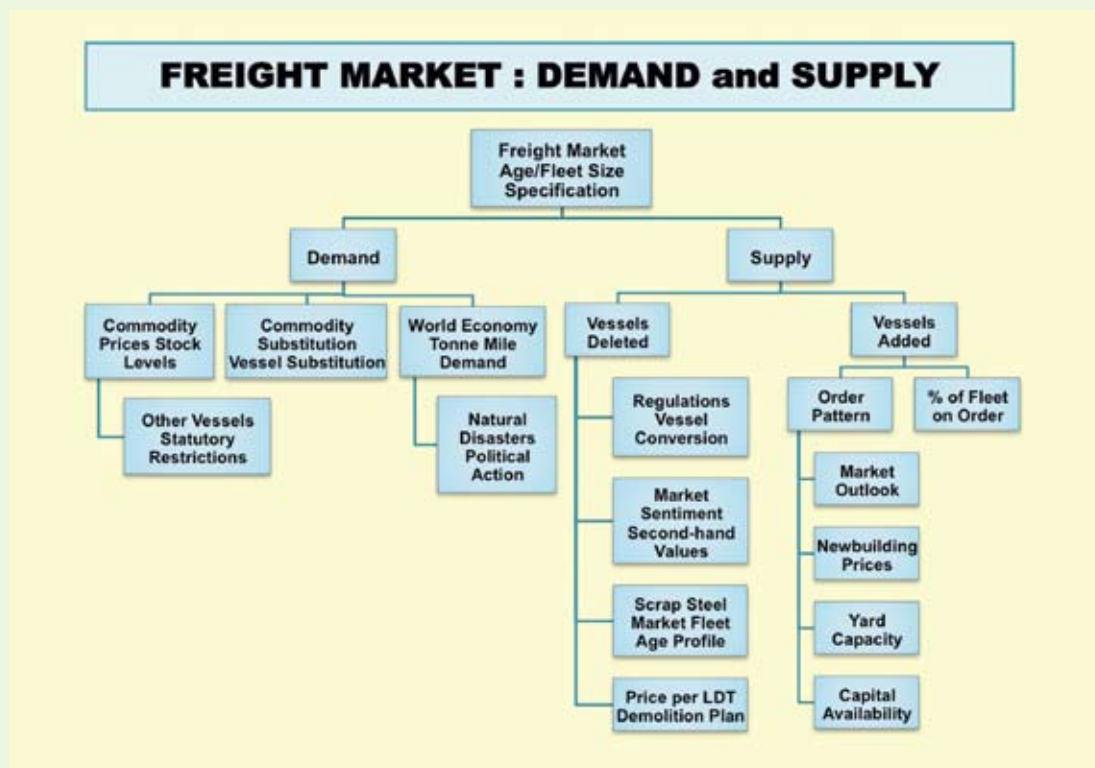 FREIGHT MARKET : DEMAND and SUPPLY
Freight Market
Age/Fleet Size
Specification
Demand
Supply
Commodity
Prices Stock
Levels
Commodity
Substitution
Vessel Substitution
World Economy
Tonne Mile
Demand
Other Vessels
Statutory
Restrictions
Natural
Disasters
Political
Action
Vessels
Deleted
Vessels
Added
Regulations
Vessel
Conversion
Market
Sentiment
Second-hand
Values
Scrap Steel
Market Fleet
Age Profile
Price per LDT
Demolition Plan
Order
Pattern
% of Fleet
on Order
Market
Outlook
Newbuilding
Prices
Yard
Capacity
Capital
Availability